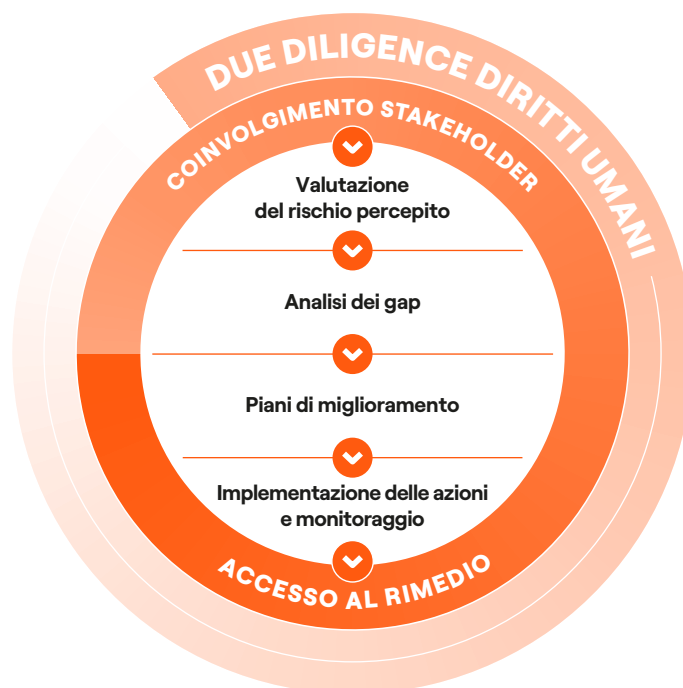 DUE DILIGENCE DIRITTI UMANI
COINVOLGIMENTO STAKEHOLDER
Valutazione
del rischio percepito
Analisi dei gap
Piani di miglioramento
Implementazione delle azioni
e monitoraggio
ACCESSO AL RIMEDIO